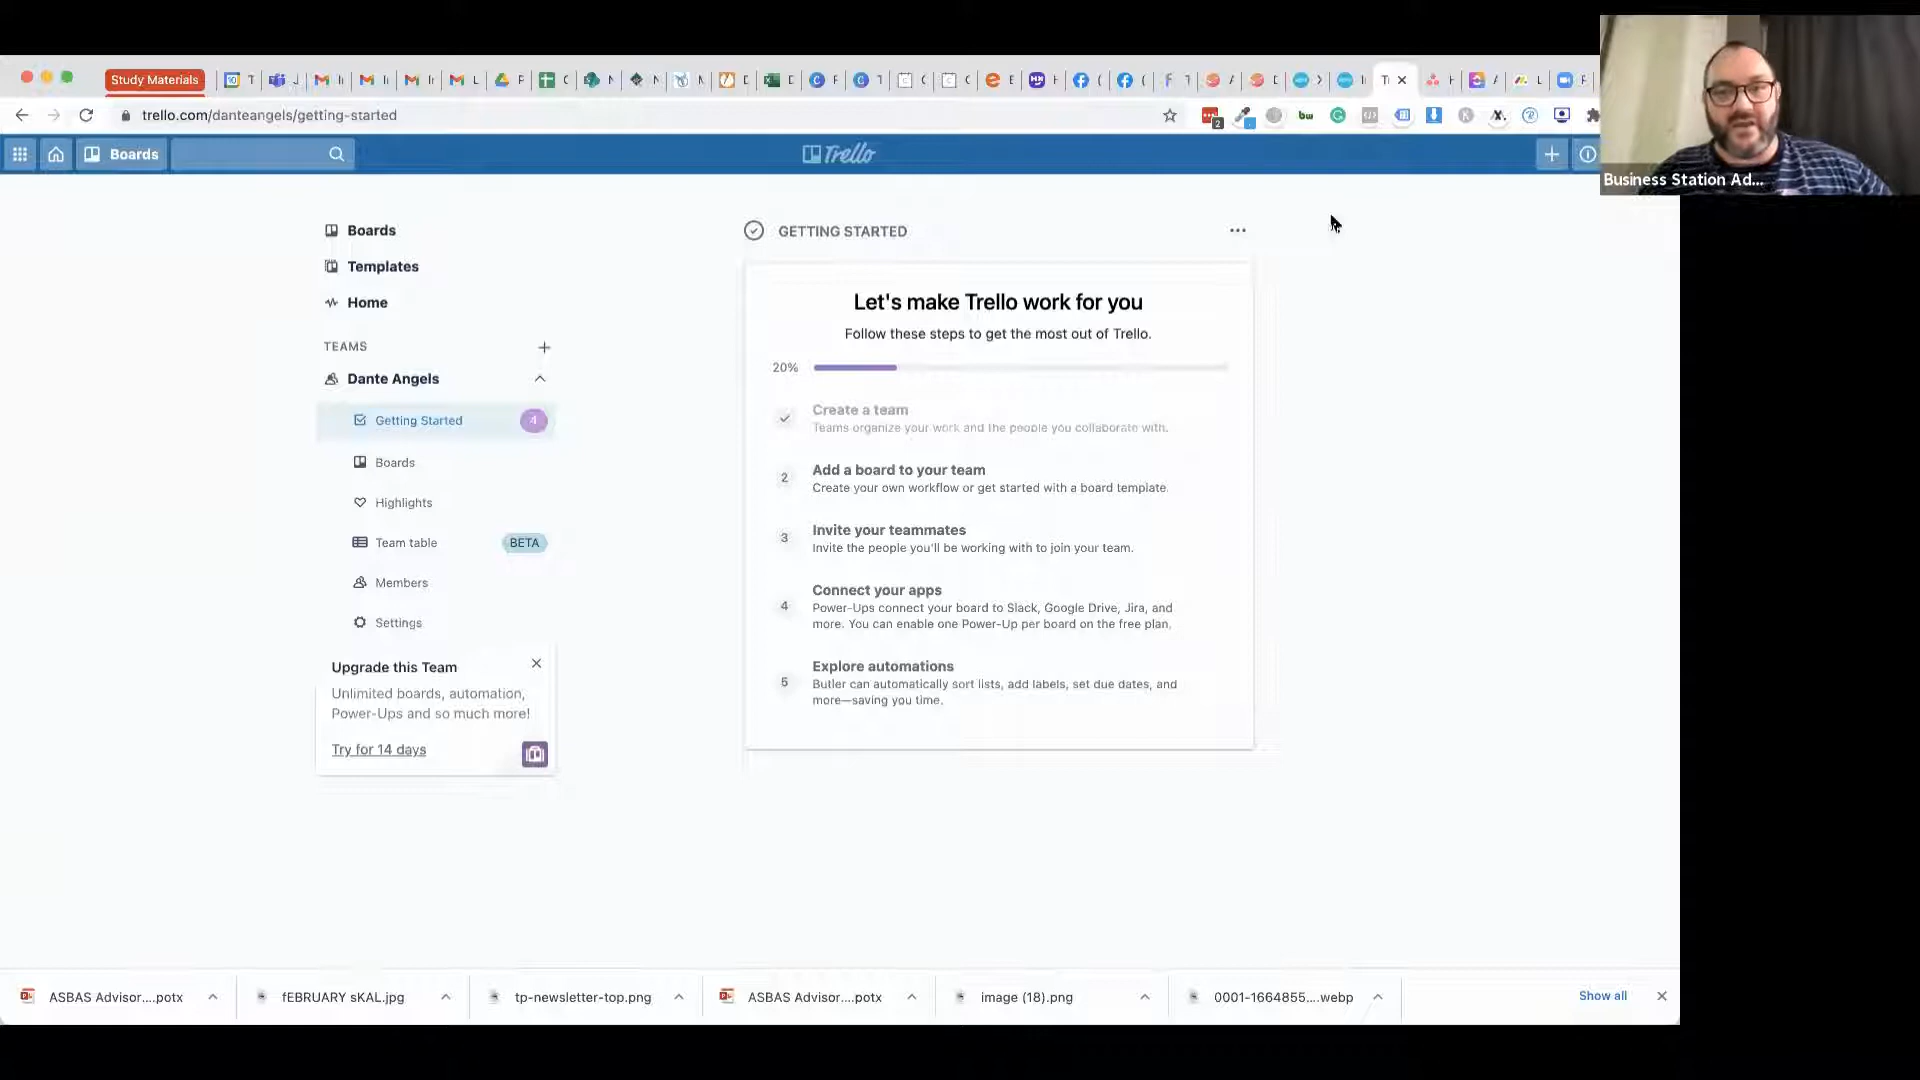 Study Materials
trello.com/danteangels/getting-started
2
Boards
Trello
Business Station Ad...
Boards
Templates
Home
TEAMS
Dante Angels
Getting Started
4
Boards
Highlights
Team table
BETA
Members
Settings
Upgrade this Team
Unlimited boards, automation,
Power-Ups and so much more!
Try for 14 days
GETTING STARTED
Let's make Trello work for you
Follow these steps to get the most out of Trello.
20%
Create a team
Teams organize your work and the people you collaborate with.
2
Add a board to your team
Create your own workflow or get started with a board template.
3
Invite your teammates
Invite the people you'll be working with to join your team.
4
Connect your apps
Power-Ups connect your board to Slack, Google Drive, Jira, and
more. You can enable one Power-Up per board on the free plan.
5
Explore automations
Butler can automatically sort lists, add labels, set due dates, and
more—saving you time.
ASBAS Advisor....potx
fEBRUARY sKAL.jpg
tp-newsletter-top.png
ASBAS Advisor....potx
image (18).png
0001-1664855....webp
Show all